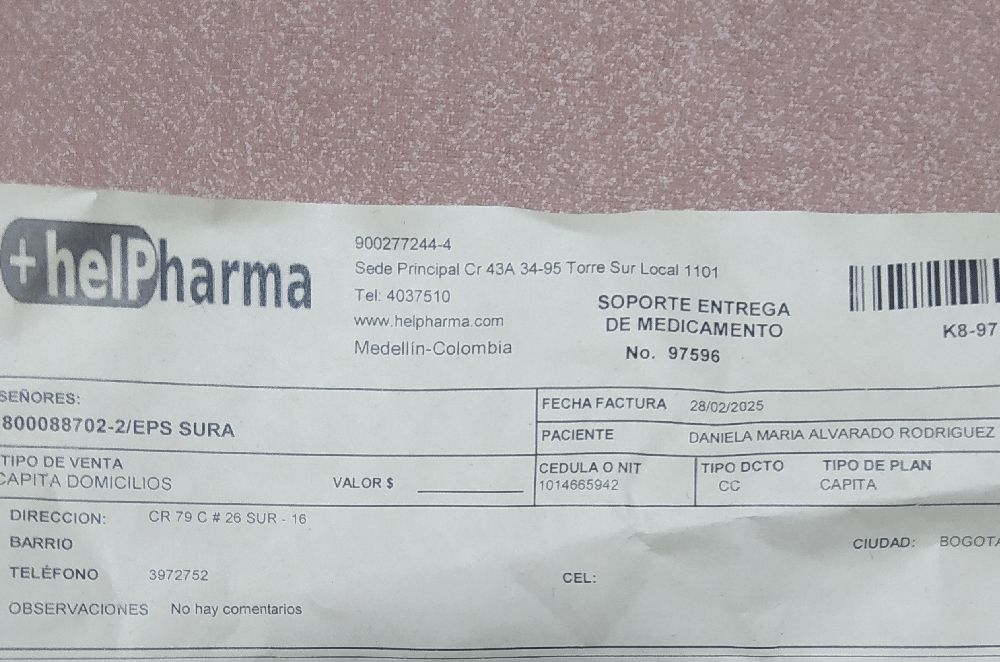 +helPharma
900277244-4
Sede Principal Cr 43A 34-95 Torre Sur Local 1101
Tel: 4037510
www.helpharma.com
Medellín-Colombia
SOPORTE ENTREGA
DE MEDICAMENTO
No. 97596
K8-97
SEÑORES:
800088702-2/EPS SURA
FECHA FACTURA 28/02/2025
PACIENTE DANIELA MARIA ALVARADO RODRIGUEZ
TIPO DE VENTA
CAPITA DOMICILIOS
VALOR $
CEDULA O NIT
1014665942
TIPO DCTO
CC
TIPO DE PLAN
CAPITA
DIRECCION: CR 79 C # 26 SUR - 16
BARRIO
CIUDAD: BOGOTA
TELÉFONO 3972752
CEL:
OBSERVACIONES No hay comentarios